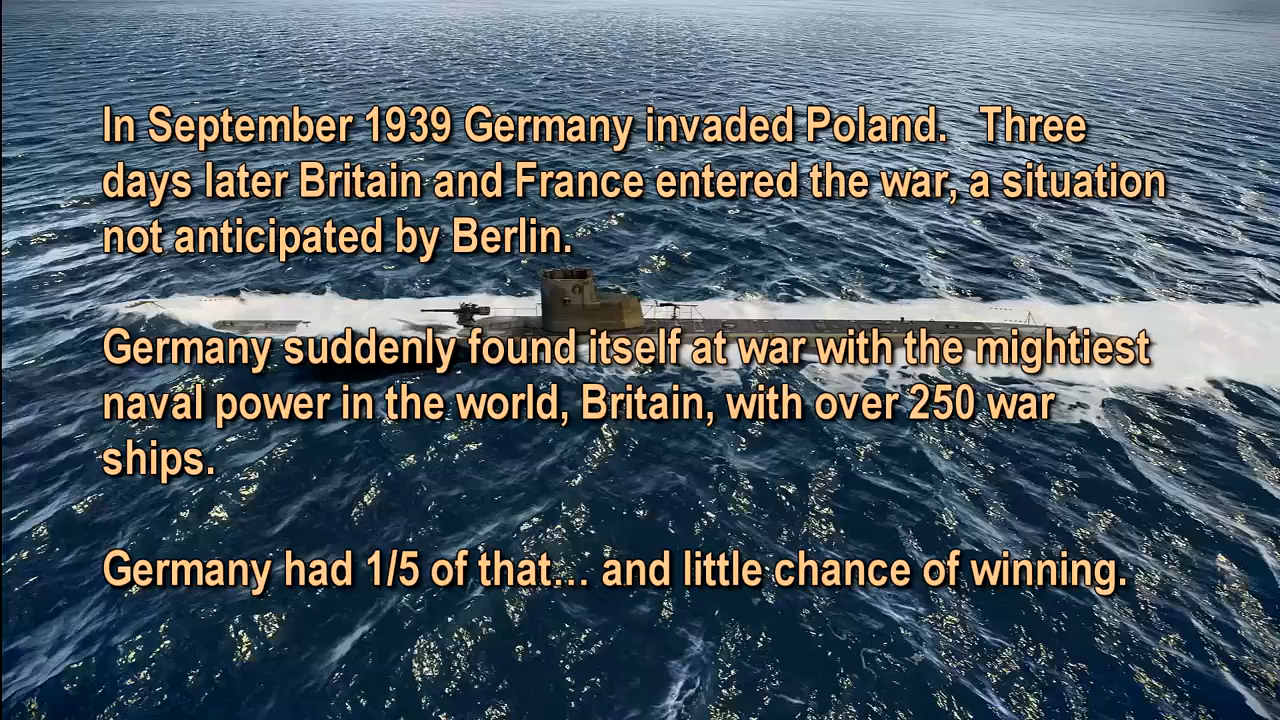 In September 1939 Germany invaded Poland.   Three
days later Britain and France entered the war, a situation
not anticipated by Berlin.
Germany suddenly found itself at war with the mightiest
naval power in the world, Britain, with over 250 war
ships.
Germany had 1/5 of that... and little chance of winning.